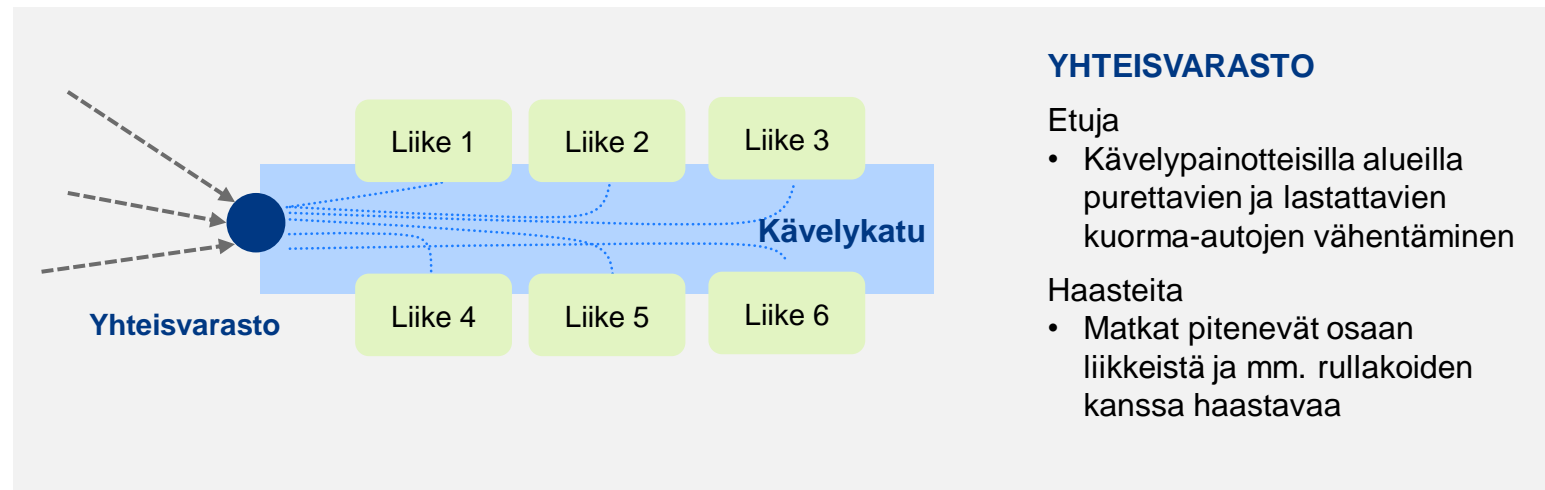 Liike 1
Liike 2
Liike 3
Kävelykatu
Yhteisvarasto
Liike 4
Liike 5
Liike 6
YHTEISVARASTO
Etuja
• Kävelypainotteisilla alueilla
purettavien ja lastattavien
kuorma-autojen vähentäminen
Haasteita
• Matkat pitenevät osaan
liikkeistä ja mm. rullakoiden
kanssa haastavaa